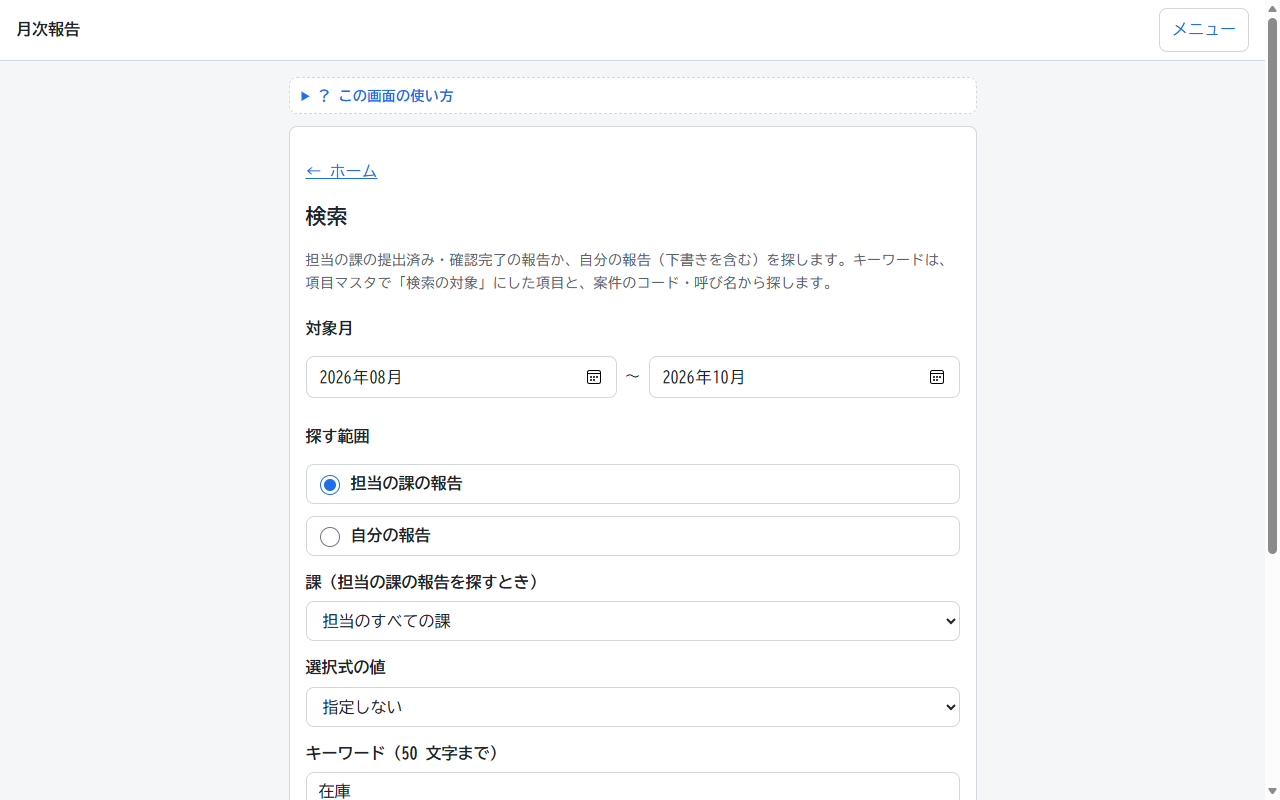 月次報告
メニュー
▶ ? この画面の使い方
← ホーム
検索
担当の課の提出済み・確認完了の報告か、自分の報告（下書きを含む）を探します。キーワードは、
項目マスタで「検索の対象」にした項目と、案件のコード・呼び名から探します。
対象月
2026年08月 ～ 2026年10月
探す範囲
担当の課の報告
自分の報告
課（担当の課の報告を探すとき）
担当のすべての課
選択式の値
指定しない
キーワード（50 文字まで）
在庫